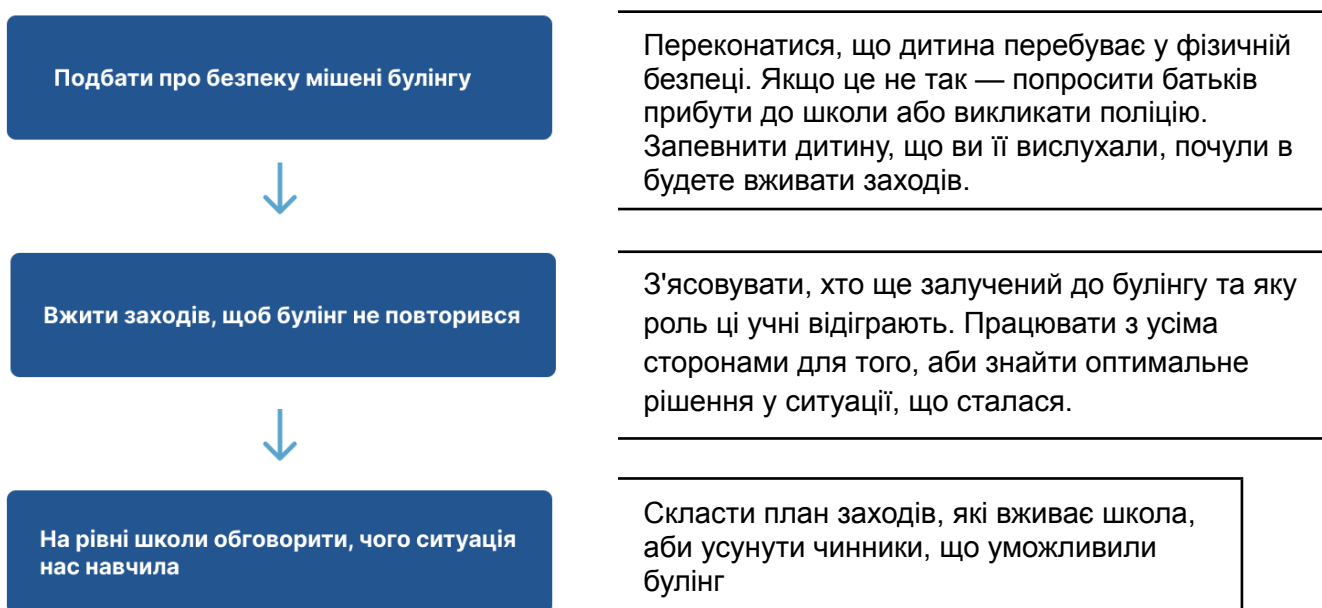 Подбати про безпеку мішені булінгу
Переконатися, що дитина перебуває у фізичній
безпеці. Якщо це не так — попросити батьків
прибути до школи або викликати поліцію.
Запевнити дитину, що ви її вислухали, почули в
будете вживати заходів.
Вжити заходів, щоб булінг не повторився
З'ясовувати, хто ще залучений до булінгу та яку
роль ці учні відіграють. Працювати з усіма
сторонами для того, аби знайти оптимальне
рішення у ситуації, що сталася.
На рівні школи обговорити, чого ситуація
нас навчила
Скласти план заходів, які вживає школа,
аби усунути чинники, що уможливили
булінг